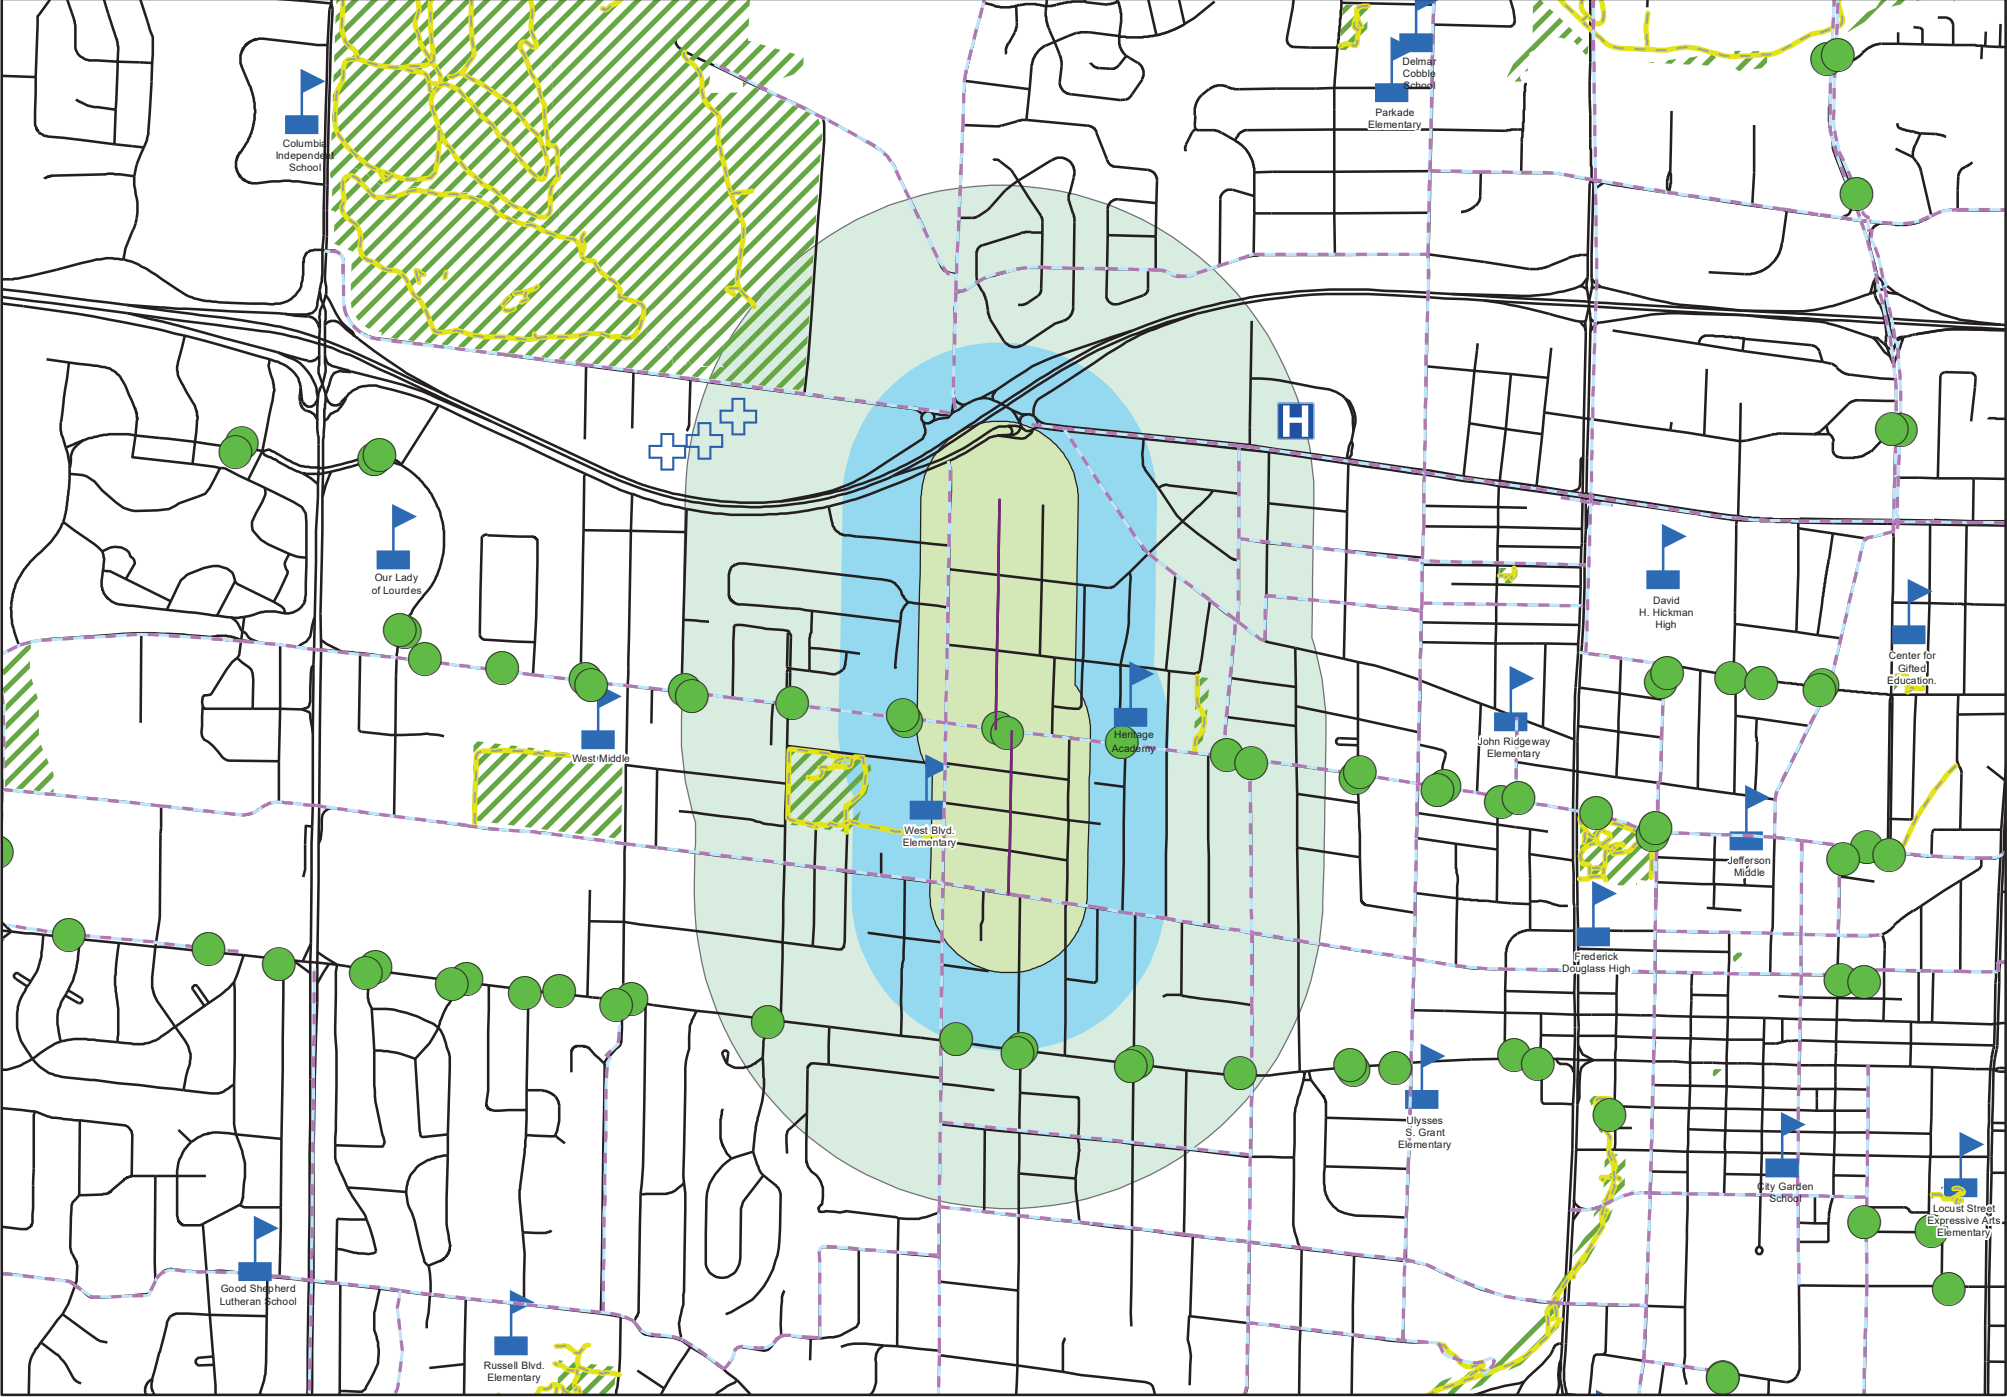 Delmar
Cobble
School
Parkade
Elementary
Columbia
Independent
School
H
Our Lady
of Lourdes
David
H. Hickman
High
Center for
Gifted
Education.
West Middle
Heritage
Academy
John Ridgeway
Elementary
West Blvd.
Elementary
Jefferson
Middle
Frederick
Douglass High
Ulysses
S. Grant
Elementary
City Garden
School
Locust Street
Expressive Arts
Elementary
Good Shepherd
Lutheran School
Russell Blvd.
Elementary